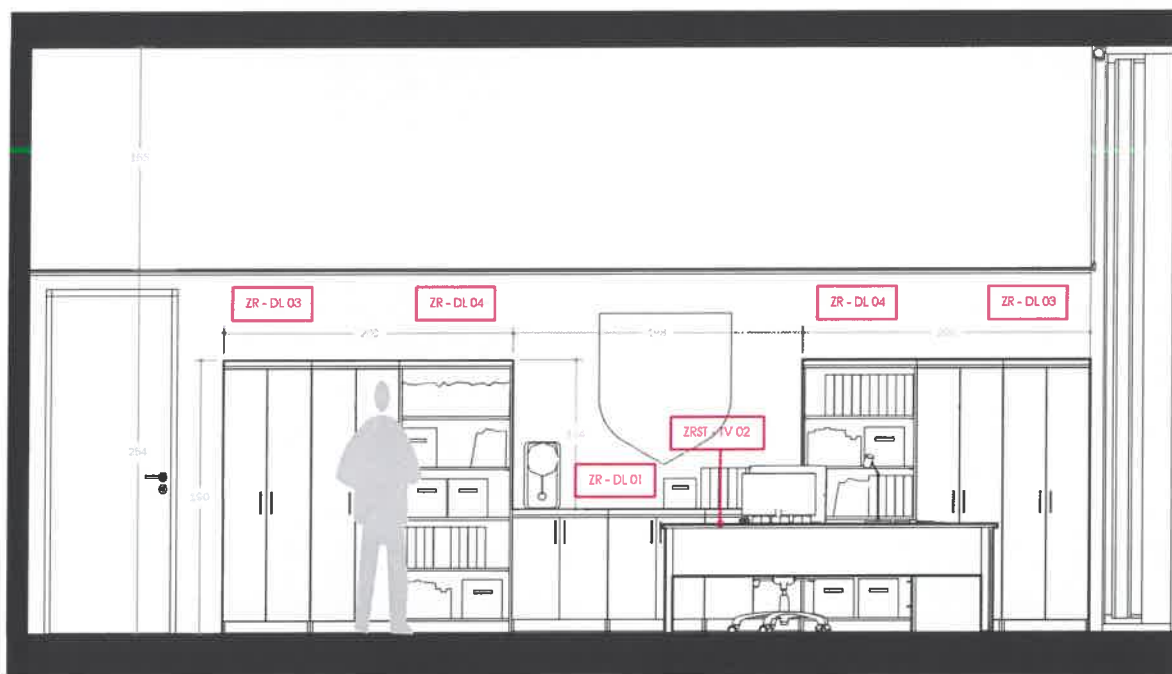 ZR - DL 03
ZR - DL 04
ZR - DL 04
ZR - DL 03
ZRST - TV 02
ZR - DL 01
254
190